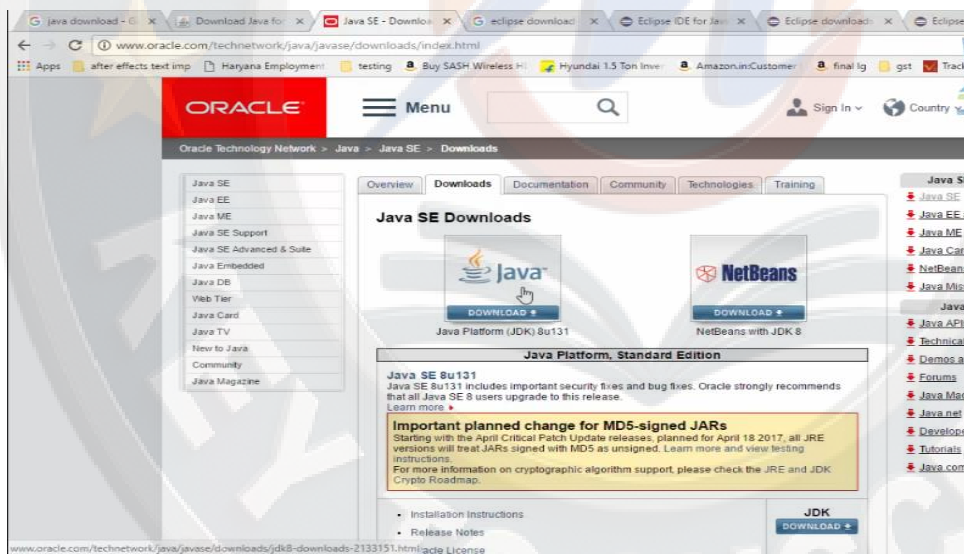 java download - G
Download Java for
Java SE - Downloa
eclipse download
Eclipse IDE for Jav
Eclipse downloads
Eclipse
www.oracle.com/technetwork/java/javase/downloads/index.html
Apps
after effects text imp
Haryana Employment
testing
Buy SASH Wireless H
Hyundai 1.5 Ton Inver
Amazon.in:Customer
final lg
gst
Track
ORACLE
Menu
Sign In
Country
Oracle Technology Network > Java > Java SE > Downloads
Java SE
Java EE
Java ME
Java SE Support
Java SE Advanced & Suite
Java Embedded
Java DB
Web Tier
Java Card
Java TV
New to Java
Community
Java Magazine
Overview
Downloads
Documentation
Community
Technologies
Training
Java SE Downloads
Java
DOWNLOAD
Java Platform (JDK) 8u131
NetBeans
DOWNLOAD
NetBeans with JDK 8
Java Platform, Standard Edition
Java SE 8u131
Java SE 8u131 includes important security fixes and bug fixes. Oracle strongly recommends
that all Java SE 8 users upgrade to this release.
Learn more
Important planned change for MD5-signed JARs
Starting with the April Critical Patch Update releases, planned for April 18 2017, all JRE
versions will treat JARs signed with MD5 as unsigned. Learn more and view testing
instructions.
For more information on cryptographic algorithm support, please check the JRE and JDK
Crypto Roadmap.
Installation Instructions
Release Notes
acle License
JDK
DOWNLOAD
Java S
Java SE
Java EE
Java ME
Java Car
NetBean
Java Mis
Java
Java API
Technical
Demos a
Forums
Java Mag
Java.net
Develope
Tutorials
Java.com
www.oracle.com/technetwork/java/javase/downloads/jdk8-downloads-2133151.html